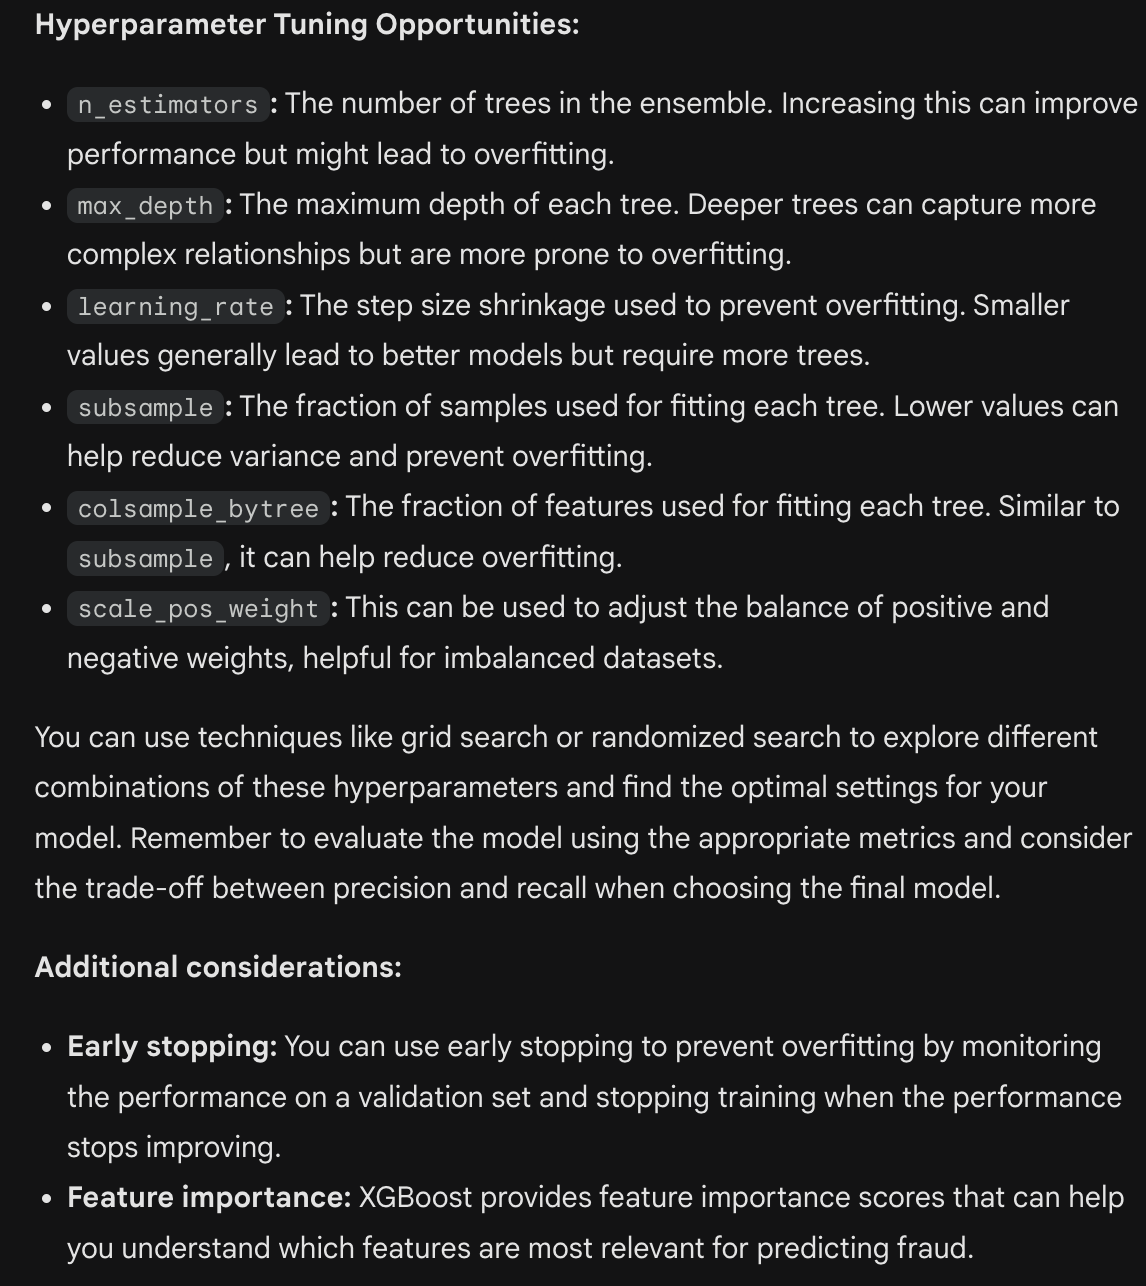 Hyperparameter Tuning Opportunities:
• n_estimators : The number of trees in the ensemble. Increasing this can improve
performance but might lead to overfitting.
• max_depth : The maximum depth of each tree. Deeper trees can capture more
complex relationships but are more prone to overfitting.
• learning_rate : The step size shrinkage used to prevent overfitting. Smaller
values generally lead to better models but require more trees.
• subsample : The fraction of samples used for fitting each tree. Lower values can
help reduce variance and prevent overfitting.
• colsample_bytree : The fraction of features used for fitting each tree. Similar to
subsample , it can help reduce overfitting.
• scale_pos_weight : This can be used to adjust the balance of positive and
negative weights, helpful for imbalanced datasets.
You can use techniques like grid search or randomized search to explore different
combinations of these hyperparameters and find the optimal settings for your
model. Remember to evaluate the model using the appropriate metrics and consider
the trade-off between precision and recall when choosing the final model.
Additional considerations:
• Early stopping: You can use early stopping to prevent overfitting by monitoring
the performance on a validation set and stopping training when the performance
stops improving.
• Feature importance: XGBoost provides feature importance scores that can help
you understand which features are most relevant for predicting fraud.